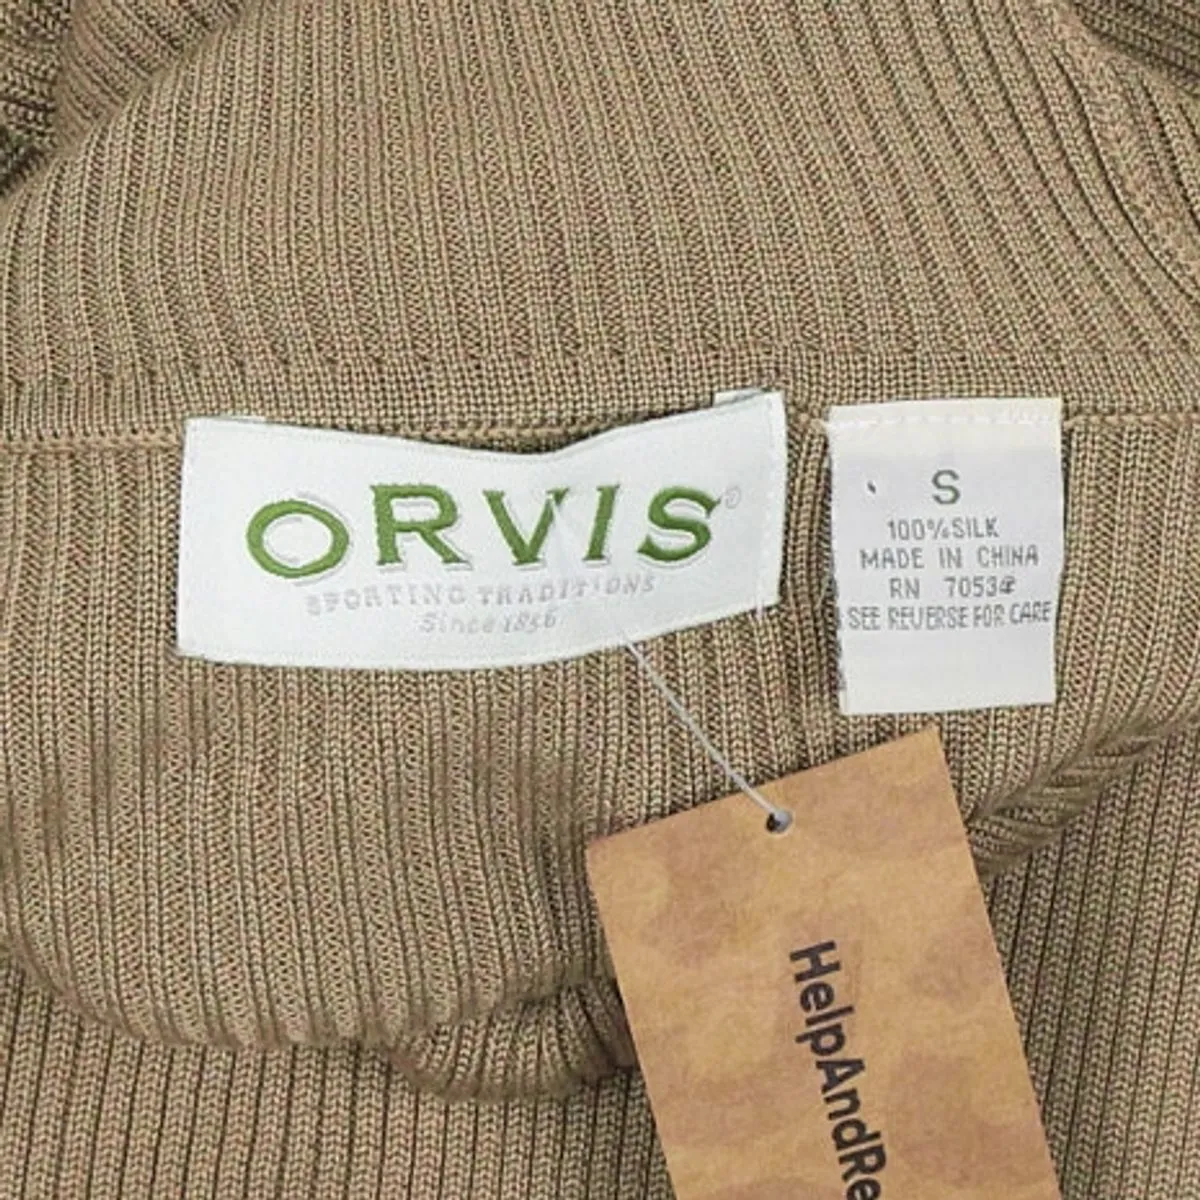 ORVIS
SPORTING TRADITIONS
Since 1856
S
100% SILK
MADE IN CHINA
RN 70534
SEE REVERSE FOR CARE
HelpAndRe